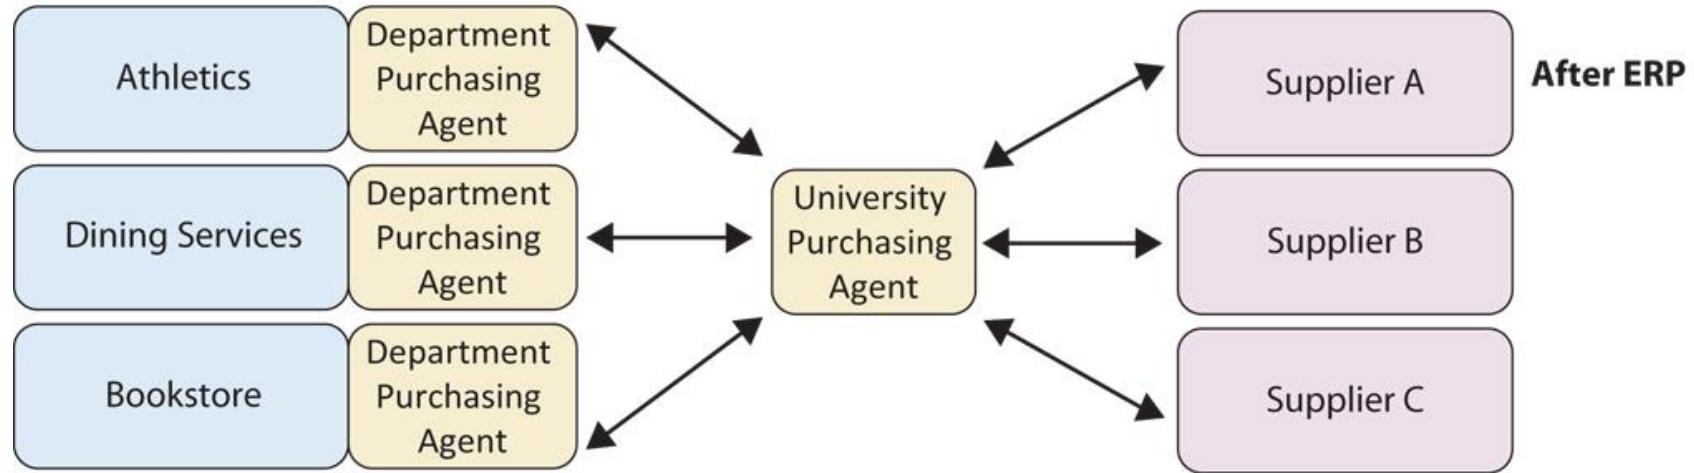 Athletics
Department
Purchasing
Agent
Supplier A
After ERP
Dining Services
Department
Purchasing
Agent
University
Purchasing
Agent
Supplier B
Bookstore
Department
Purchasing
Agent
Supplier C